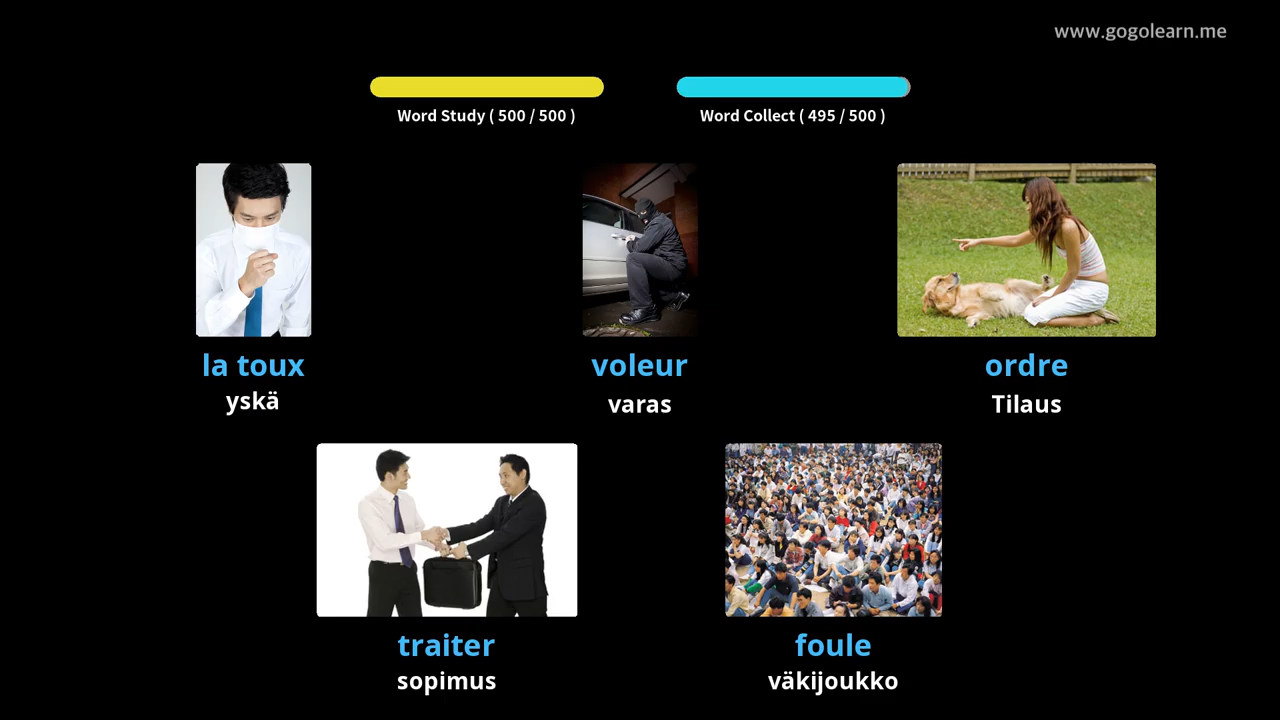 www.gogolearn.me
Word Study ( 500 / 500 )
Word Collect ( 495 / 500 )
la toux
yskä
voleur
varas
ordre
Tilaus
traiter
sopimus
foule
väkijoukko